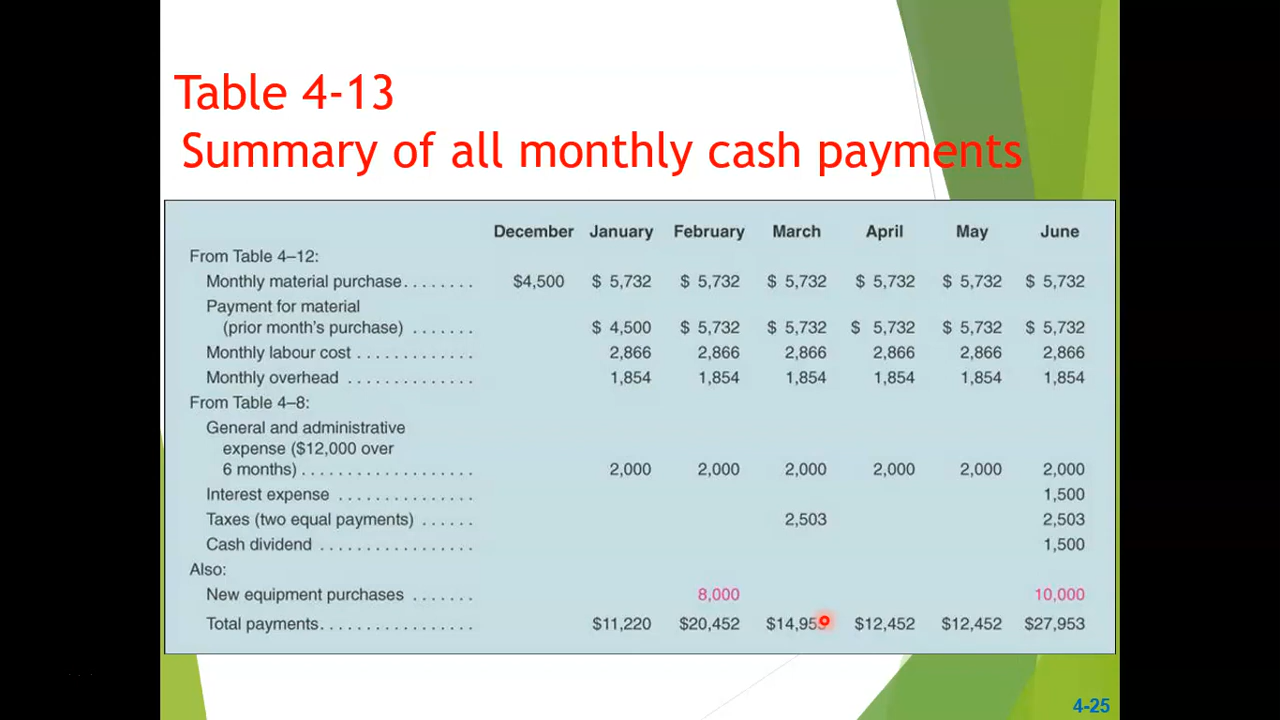 Table 4-13
Summary of all monthly cash payments
December January February March April May June
From Table 4–12:
Monthly material purchase........ $4,500 $ 5,732 $ 5,732 $ 5,732 $ 5,732 $ 5,732 $ 5,732
Payment for material
(prior month's purchase) ....... $ 4,500 $ 5,732 $ 5,732 $ 5,732 $ 5,732 $ 5,732
Monthly labour cost ............. 2,866 2,866 2,866 2,866 2,866 2,866
Monthly overhead .............. 1,854 1,854 1,854 1,854 1,854 1,854
From Table 4–8:
General and administrative
expense ($12,000 over
6 months)................... 2,000 2,000 2,000 2,000 2,000 2,000
Interest expense ............... 1,500
Taxes (two equal payments) ...... 2,503 2,503
Cash dividend ................. 1,500
Also:
New equipment purchases ....... 8,000 10,000
Total payments................. $11,220 $20,452 $12,452 $12,452 $27,953
4-25